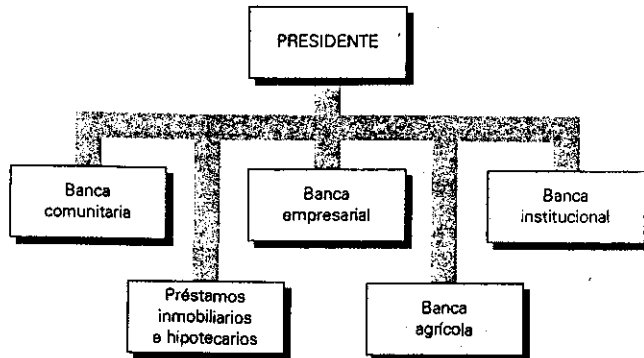 PRESIDENTE
Banca
comunitaria
Banca
empresarial
Banca
institucional
Préstamos
inmobiliarios
e hipotecarios
Banca
agrícola